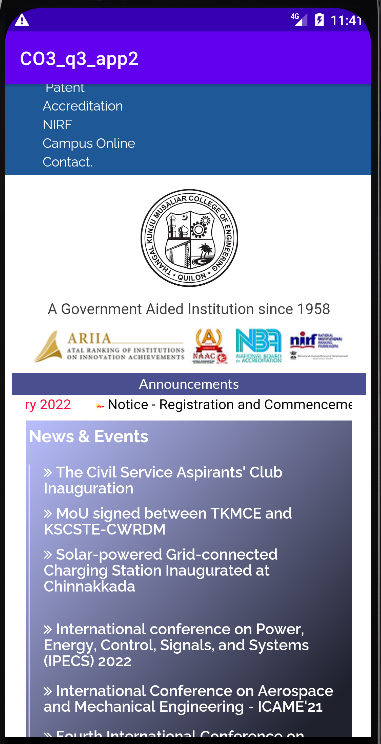 4G
11:41
CO3_q3_app2
Patent
Accreditation
NIRF
Campus Online
Contact.
THANGAL KUNJU MUSALIAR COLLEGE OF ENGINEERING
QUILON
A Government Aided Institution since 1958
ARIIA
ATAL RANKING OF INSTITUTIONS
ON INNOVATION ACHIEVEMENTS
NAAC
NBA
NATIONAL BOARD
OF ACCREDITATION
nirf
NATIONAL
INSTITUTIONAL
RANKING
FRAMEWORK
Announcements
ry 2022
Notice - Registration and Commenceme
News & Events
» The Civil Service Aspirants' Club
Inauguration
» MoU signed between TKMCE and
KSCSTE-CWRDM
» Solar-powered Grid-connected
Charging Station Inaugurated at
Chinnakkada
» International conference on Power,
Energy, Control, Signals, and Systems
(IPECS) 2022
» International Conference on Aerospace
and Mechanical Engineering - ICAME'21
» Fourth International Conference on